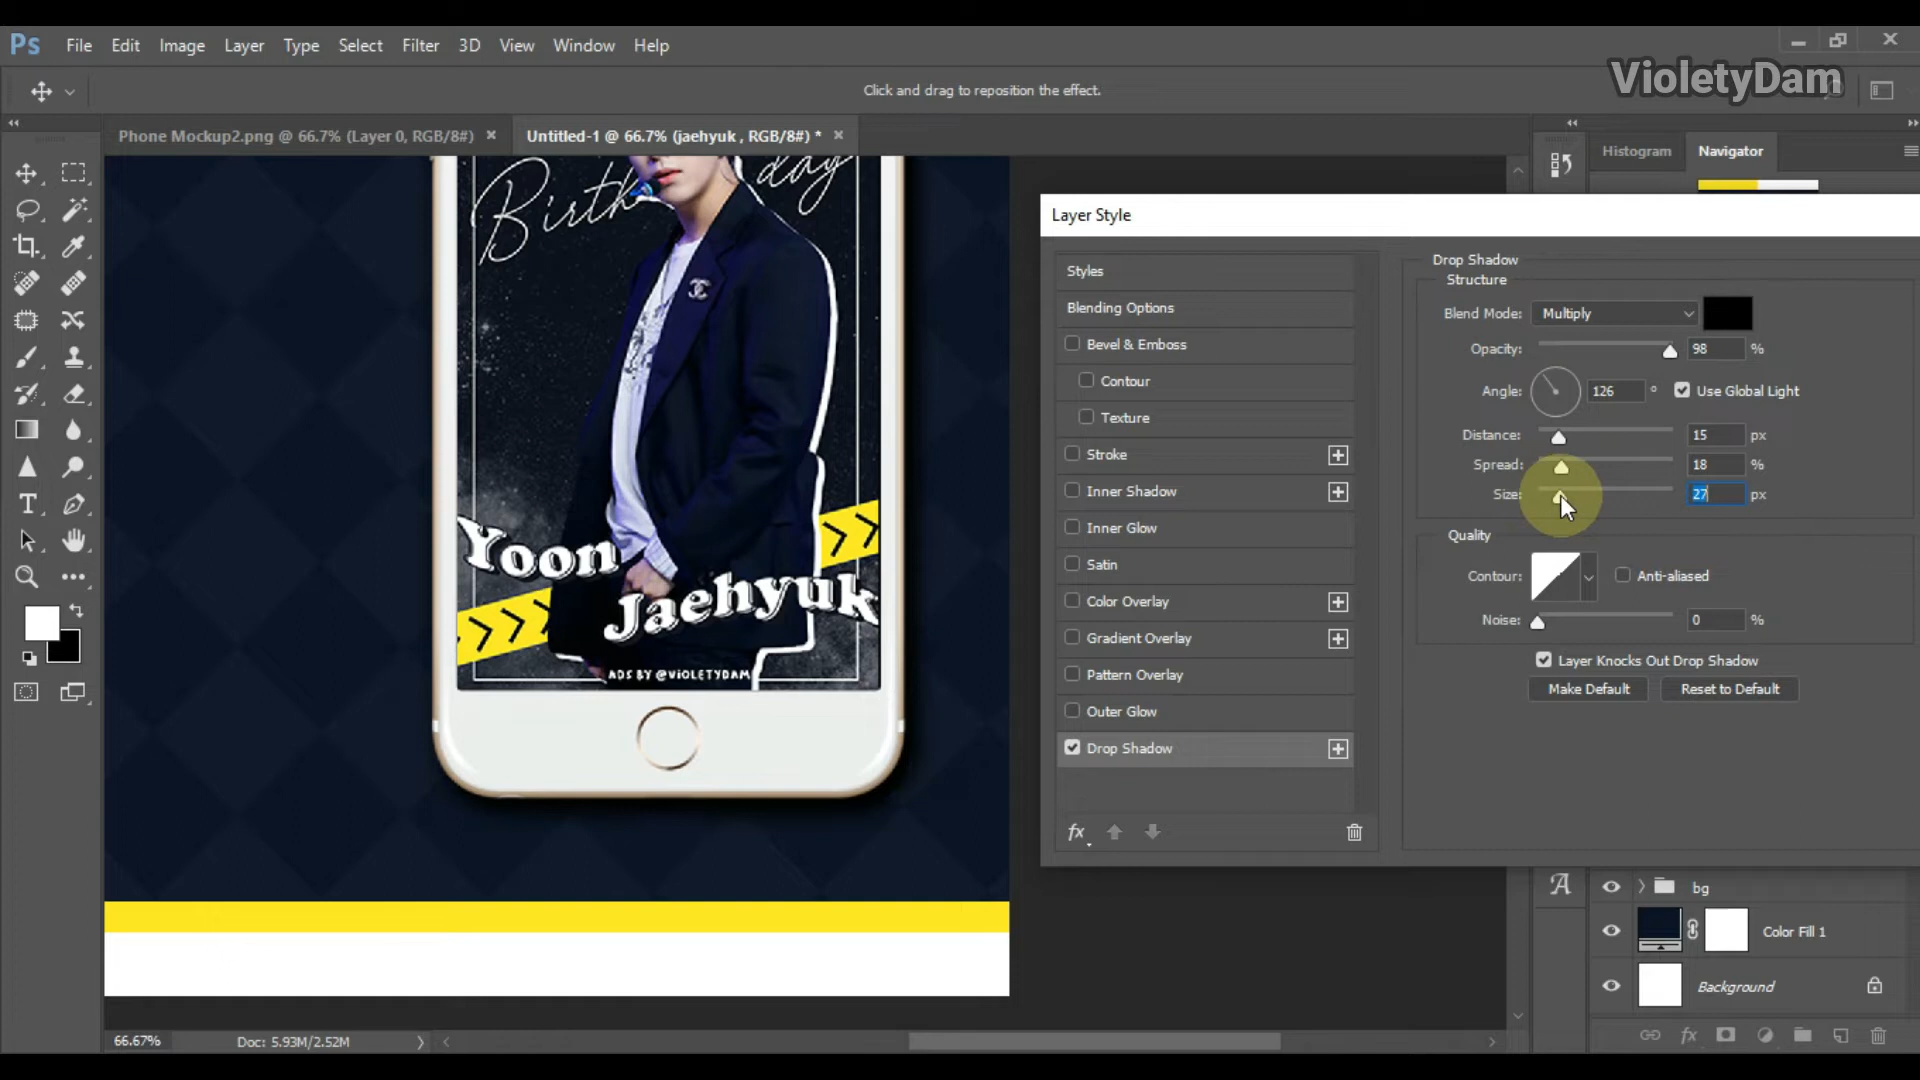 Ps File Edit Image Layer Type Select Filter 3D View Window Help
VioletyDam
Click and drag to reposition the effect.
Phone Mockup2.png @ 66.7% (Layer 0, RGB/8#) Untitled-1 @ 66.7% (jaehyuk , RGB/8#) *
Histogram Navigator
Birthday
Yoon
Jaehyuk
ADS BY @VIOLETYDAM
Layer Style
Styles
Blending Options
Bevel & Emboss
Contour
Texture
Stroke
Inner Shadow
Inner Glow
Satin
Color Overlay
Gradient Overlay
Pattern Overlay
Outer Glow
Drop Shadow
fx
Drop Shadow
Structure
Blend Mode: Multiply
Opacity: 98 %
Angle: 126 ° Use Global Light
Distance: 15 px
Spread: 18 %
Size: 27 px
Quality
Contour: Anti-aliased
Noise: 0 %
Layer Knocks Out Drop Shadow
Make Default Reset to Default
bg
Color Fill 1
Background
fx
66.67% Doc: 5.93M/2.52M